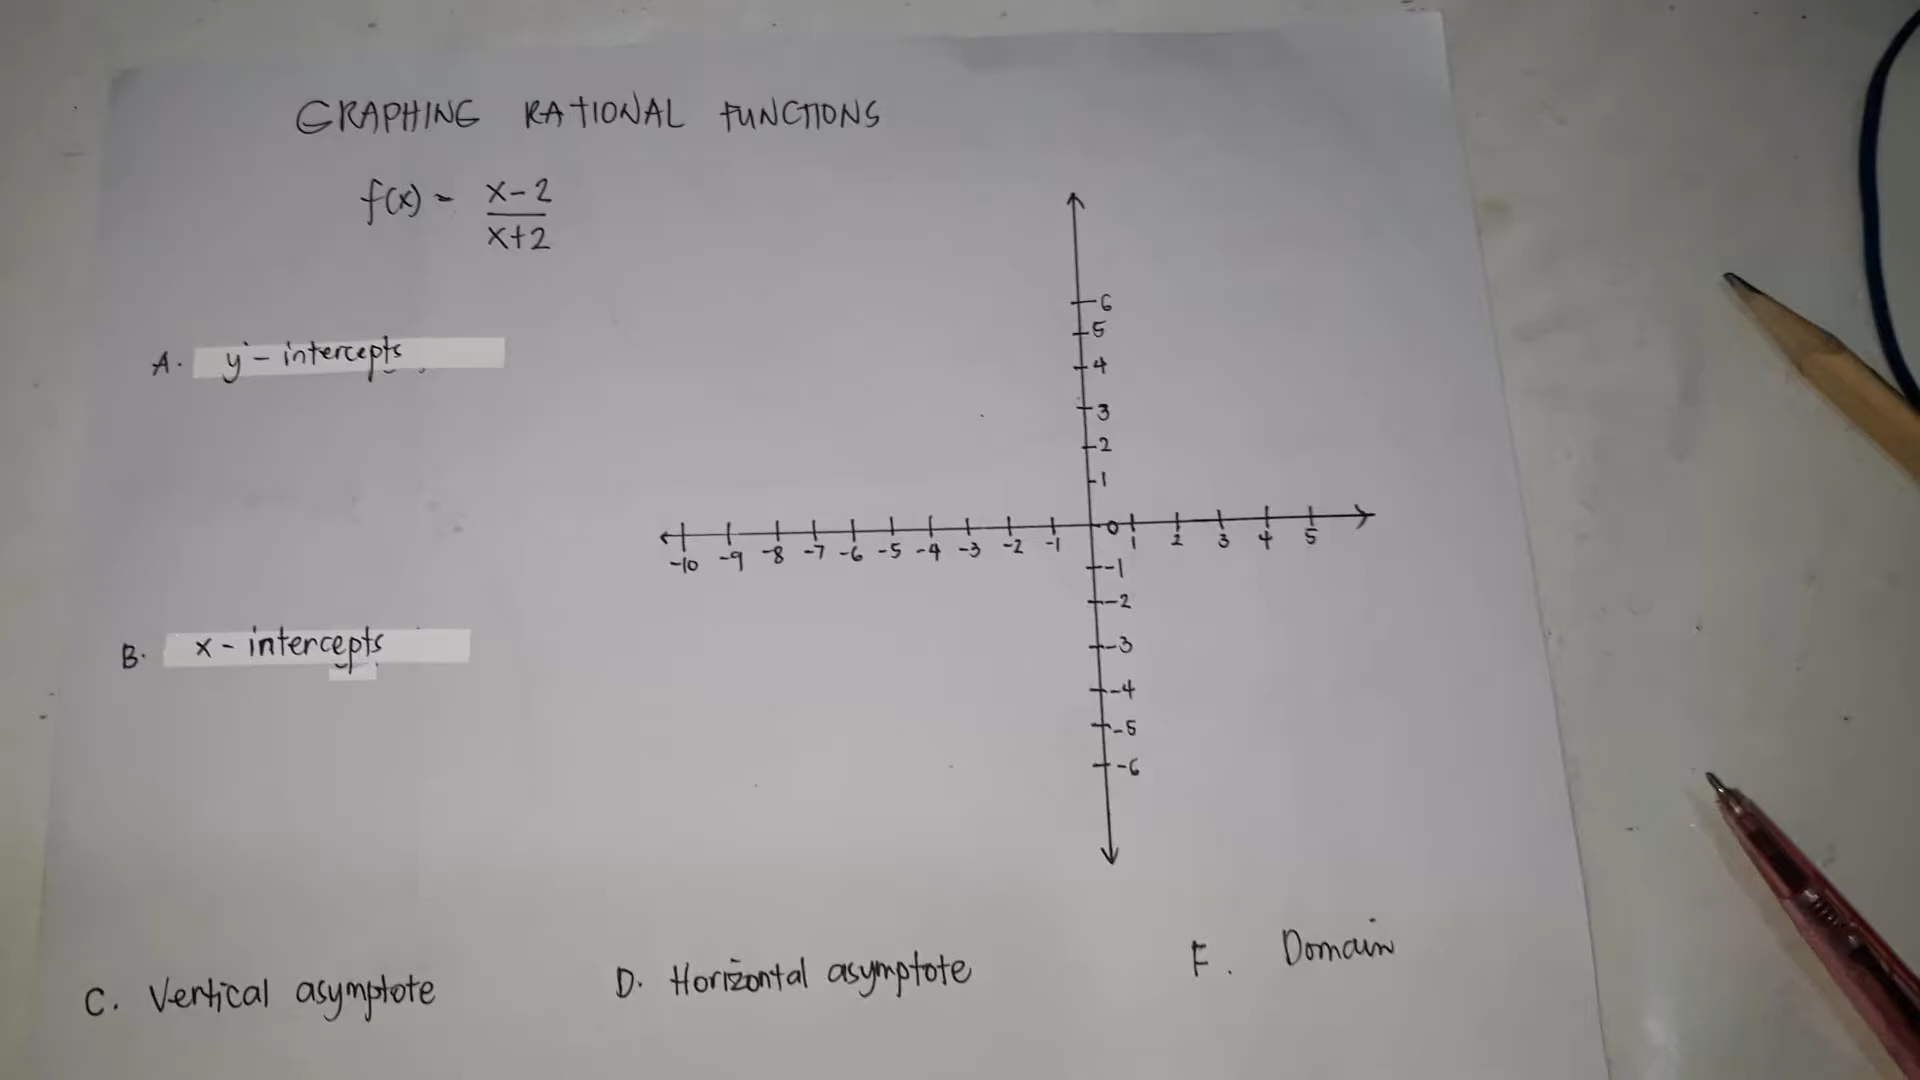 GRAPHING RATIONAL FUNCTIONS
f(x) = x-2
x+2
A. y - intercepts
B. x - intercepts
6
5
4
3
2
1
-10 -9 -8 -7 -6 -5 -4 -3 -2 -1 0 1 2 3 4 5
-1
-2
-3
-4
-5
-6
C. Vertical asymptote
D. Horizontal asymptote
F. Domain